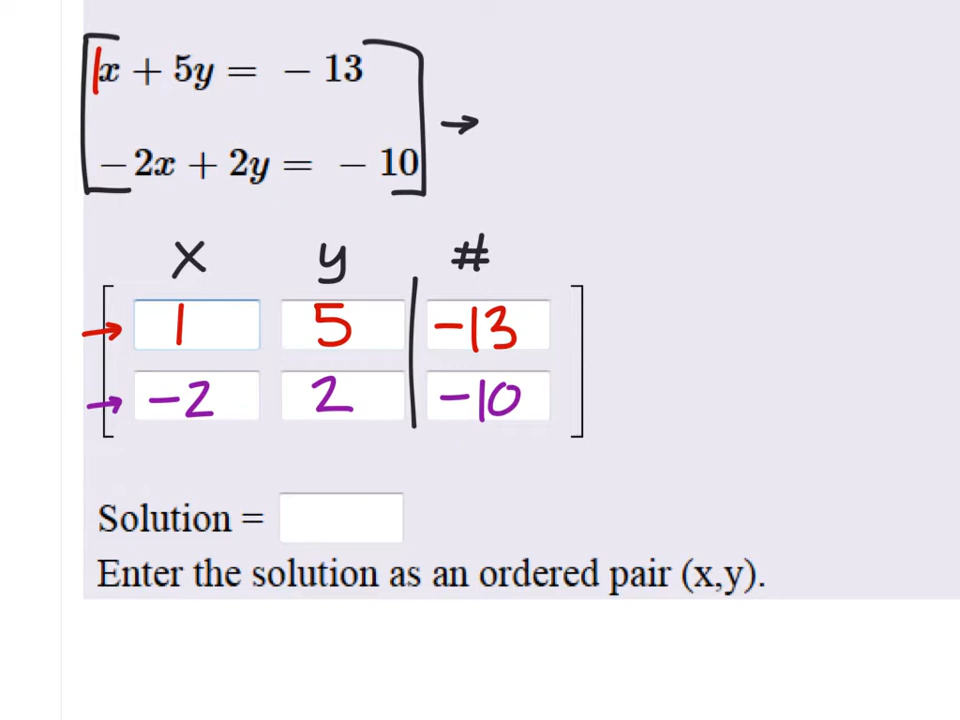 1x + 5y = - 13
-2x + 2y = - 10
→
x y #
→ 1 5 -13
→ -2 2 -10
Solution =
Enter the solution as an ordered pair (x,y).